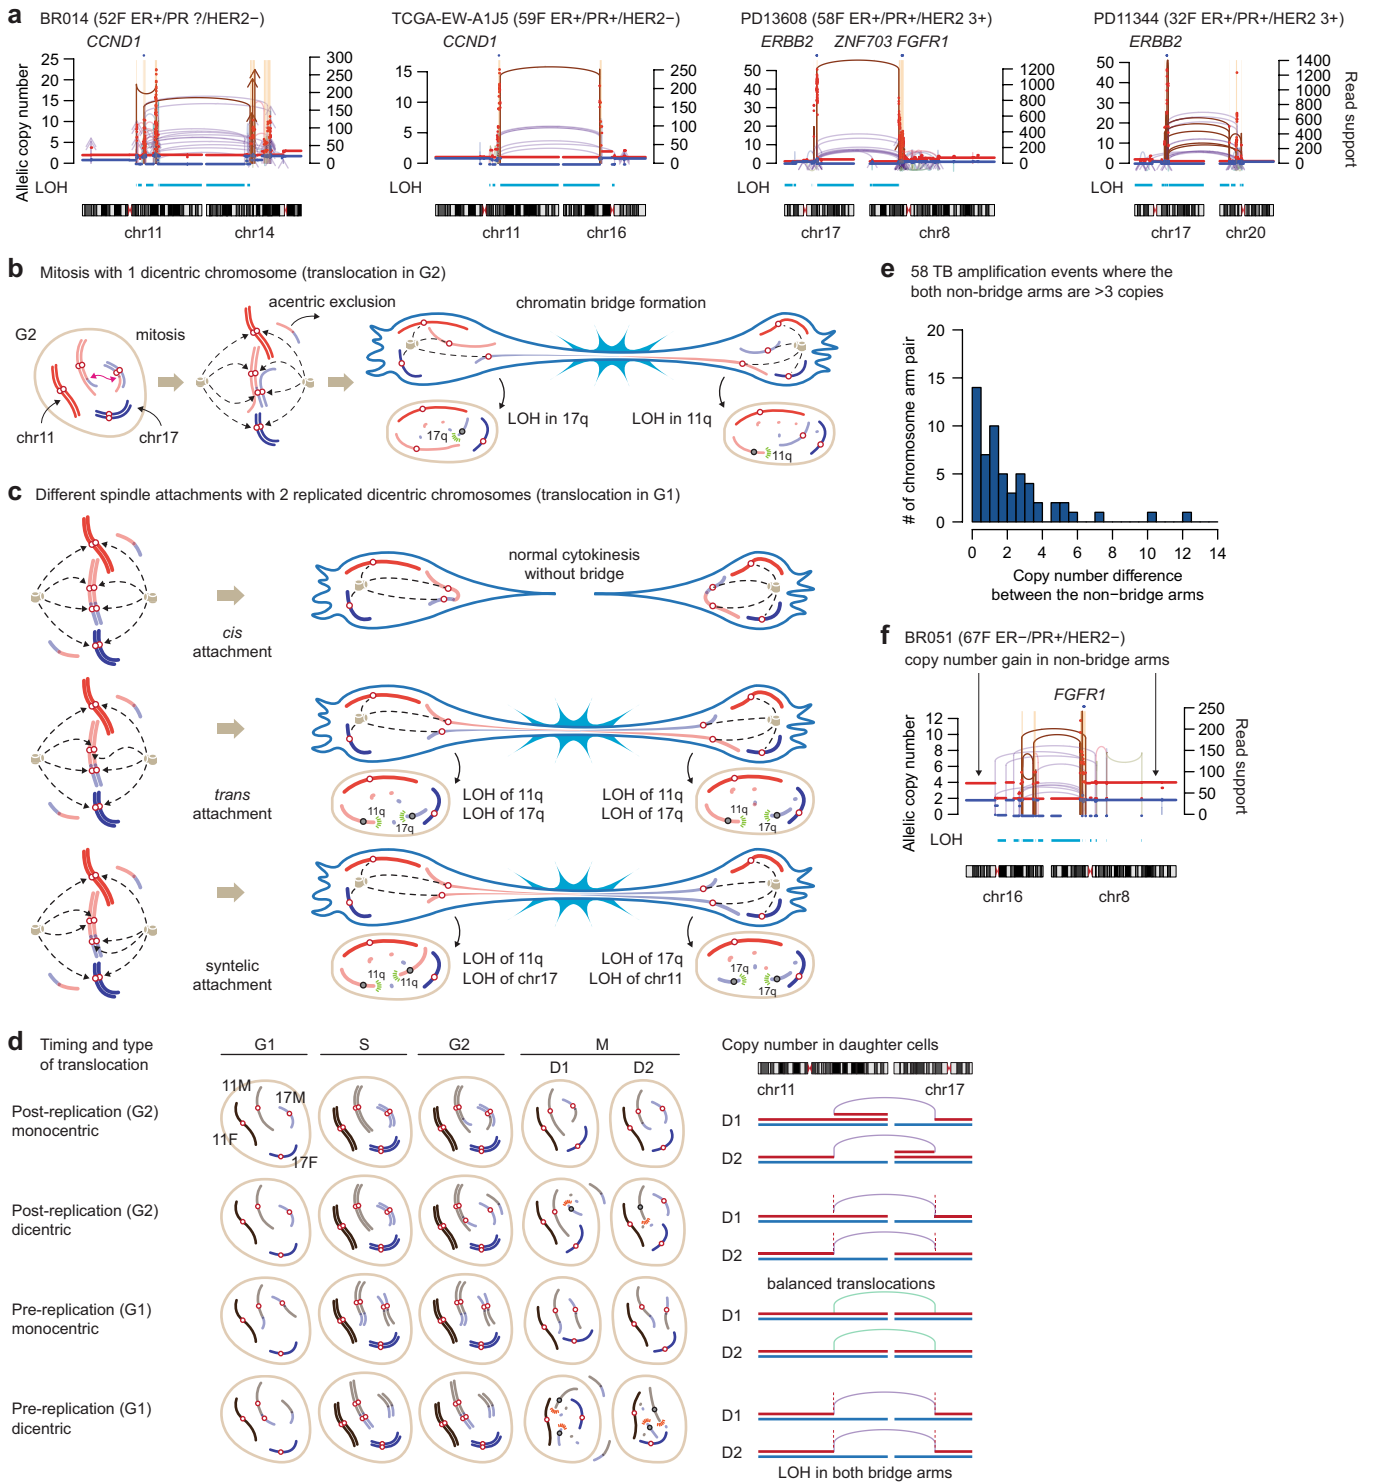 a
BR014 (52F ER+/PR ?/HER2−)
TCGA-EW-A1J5 (59F ER+/PR+/HER2−)
PD13608 (58F ER+/PR+/HER2 3+)
PD11344 (32F ER+/PR+/HER2 3+)
CCND1
CCND1
ERBB2 ZNF703 FGFR1
ERBB2
Allelic copy number
25
20
15
10
5
0
300
250
200
150
100
50
0
15
10
5
0
250
200
150
100
50
0
50
40
30
20
10
0
1200
1000
800
600
400
200
0
50
40
30
20
10
0
1400
1200
1000
800
600
400
200
0
Read support
LOH
LOH
LOH
LOH
chr11 chr14
chr11 chr16
chr17 chr8
chr17 chr20
b Mitosis with 1 dicentric chromosome (translocation in G2)
G2
mitosis
acentric exclusion
chromatin bridge formation
chr11
chr17
17q
LOH in 17q
LOH in 11q
11q
c Different spindle attachments with 2 replicated dicentric chromosomes (translocation in G1)
cis
attachment
normal cytokinesis
without bridge
trans
attachment
11q
17q
LOH of 11q
LOH of 17q
LOH of 11q
LOH of 17q
11q
17q
syntelic
attachment
11q
11q
LOH of 11q
LOH of chr17
LOH of 17q
LOH of chr11
17q
17q
d Timing and type
of translocation
G1 S G2 M
D1 D2
Copy number in daughter cells
chr11 chr17
11M
17M
11F
17F
Post-replication (G2)
monocentric
D1
D2
Post-replication (G2)
dicentric
D1
D2
balanced translocations
Pre-replication (G1)
monocentric
D1
D2
Pre-replication (G1)
dicentric
D1
D2
LOH in both bridge arms
e 58 TB amplification events where the
both non-bridge arms are >3 copies
# of chromosome arm pair
20
15
10
5
0
0 2 4 6 8 10 12 14
Copy number difference
between the non−bridge arms
f BR051 (67F ER−/PR+/HER2−)
copy number gain in non-bridge arms
FGFR1
Allelic copy number
12
10
8
6
4
2
0
250
200
150
100
50
0
Read support
LOH
chr16 chr8